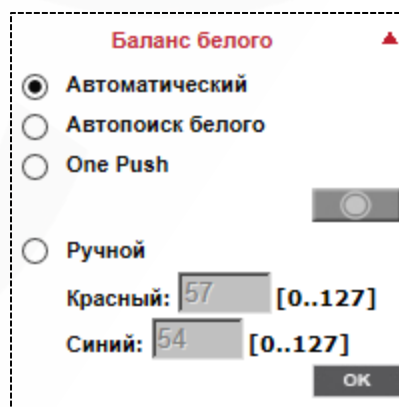 Баланс белого
Автоматический
Автопоиск белого
One Push
Ручной
Красный: 57 [0..127]
Синий: 54 [0..127]
OK